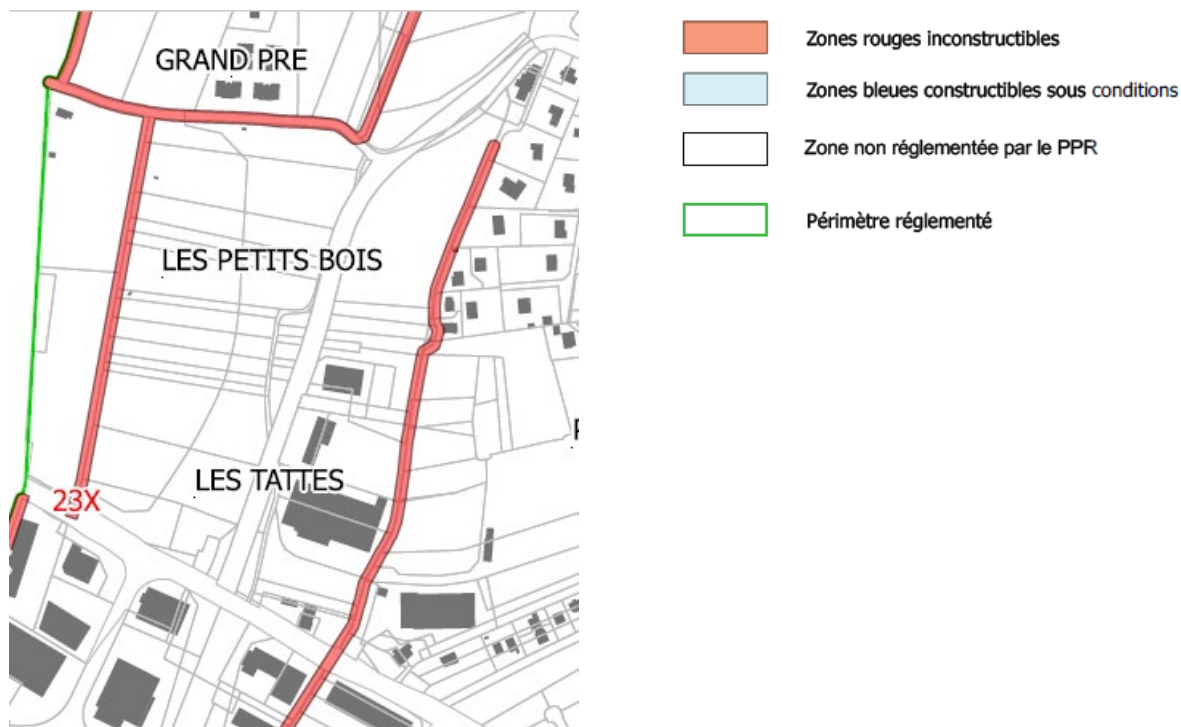 GRAND PRE
LES PETITS BOIS
LES TATTES
23X
Zones rouges inconstructibles
Zones bleues constructibles sous conditions
Zone non réglementée par le PPR
Périmètre réglementé